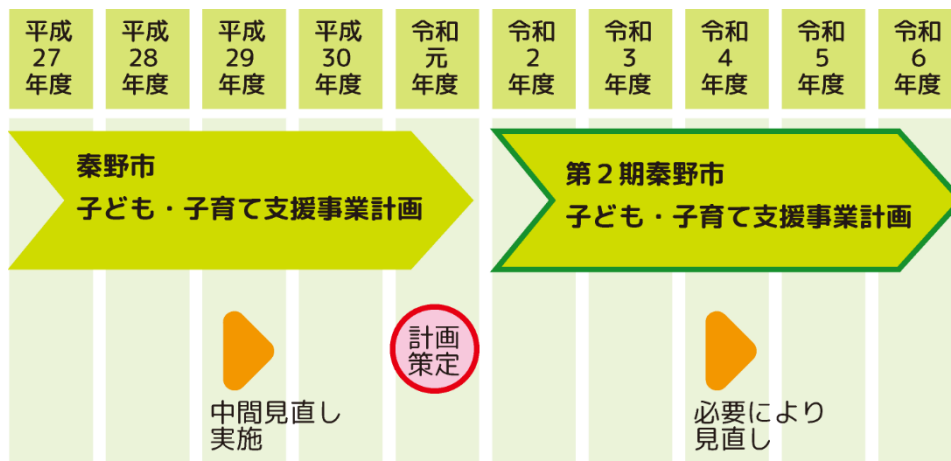 平成
27
年度
平成
28
年度
平成
29
年度
平成
30
年度
令和
元
年度
令和
2
年度
令和
3
年度
令和
4
年度
令和
5
年度
令和
6
年度
秦野市
子ども・子育て支援事業計画
第２期秦野市
子ども・子育て支援事業計画
中間見直し
実施
計画
策定
必要により
見直し